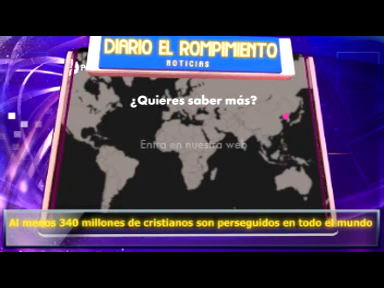 DIARIO EL ROMPIMIENTO
NOTICIAS
¿Quieres saber más?
Entra en nuestra web
Al menos 340 millones de cristianos son perseguidos en todo el mundo